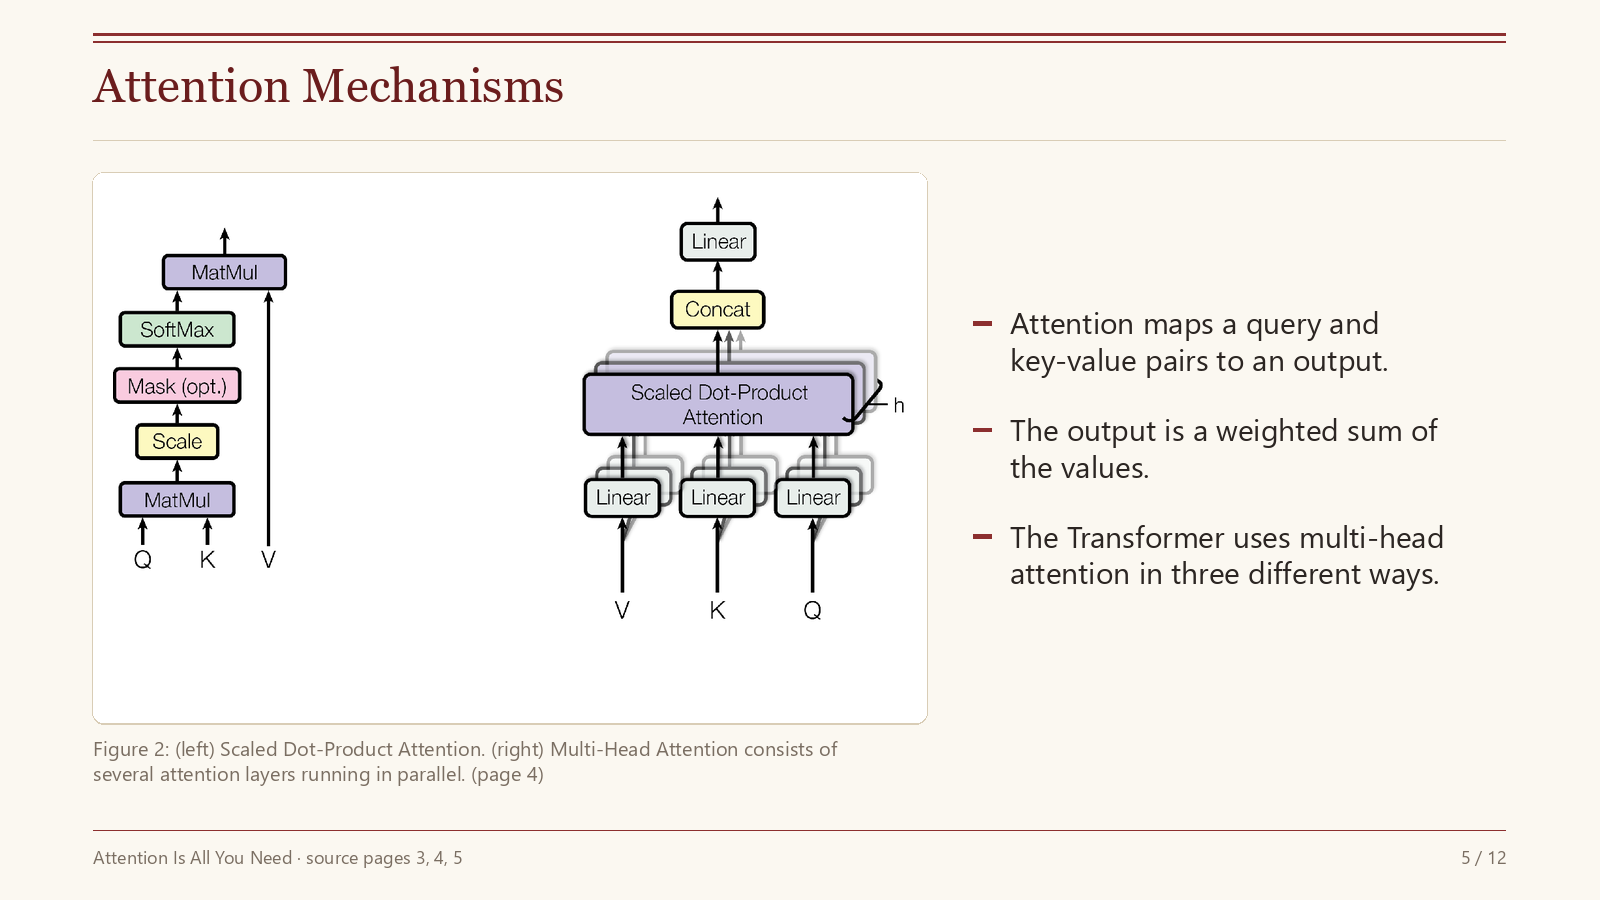 Attention Mechanisms
MatMul
SoftMax
Mask (opt.)
Scale
MatMul
Q K V
Linear
Concat
Scaled Dot-Product
Attention
h
Linear Linear Linear
V K Q
Attention maps a query and
key-value pairs to an output.
The output is a weighted sum of
the values.
The Transformer uses multi-head
attention in three different ways.
Figure 2: (left) Scaled Dot-Product Attention. (right) Multi-Head Attention consists of
several attention layers running in parallel. (page 4)
Attention Is All You Need · source pages 3, 4, 5
5 / 12